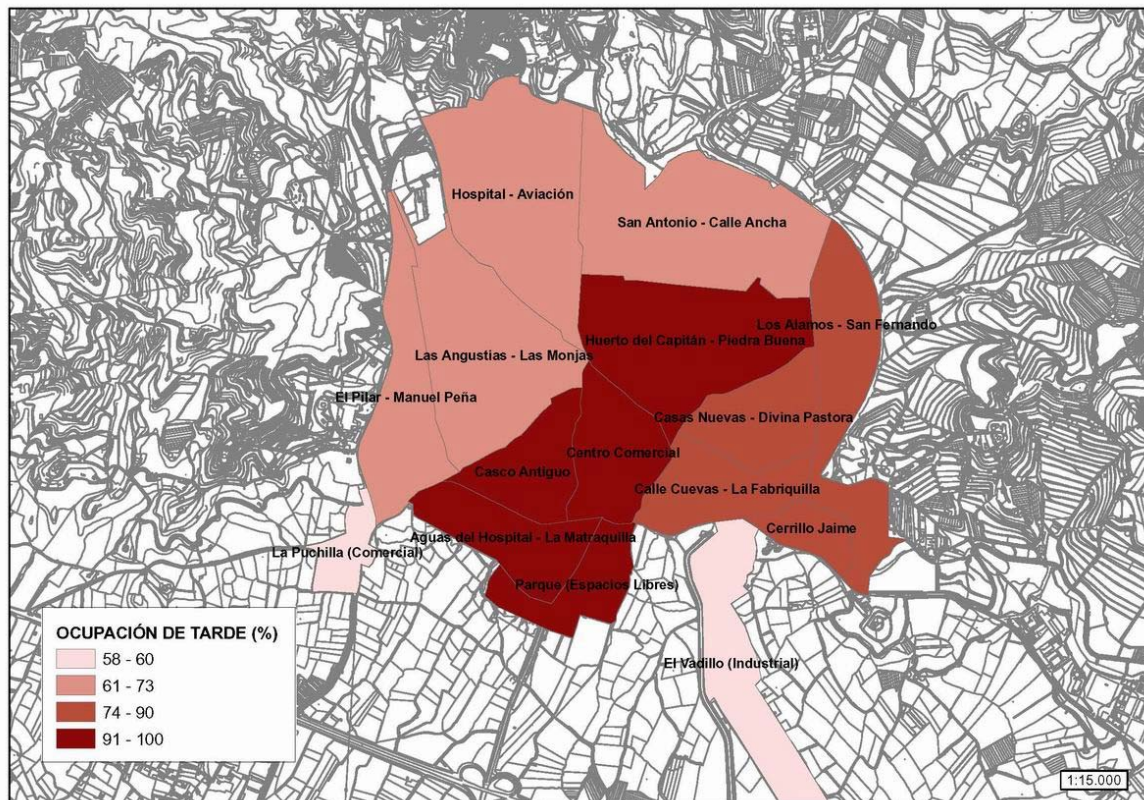 Hospital - Aviación
San Antonio - Calle Ancha
Los Alamos - San Fernando
Huerto del Capitán - Piedra Buena
Las Angustias - Las Monjas
El Pilar - Manuel Peña
Casas Nuevas - Divina Pastora
Centro Comercial
Casco Antiguo
Calle Cuevas - La Fabriquilla
Cerrillo Jaime
Aguas del Hospital - La Matraquilla
La Puchilla (Comercial)
Parque (Espacios Libres)
El Vadillo (Industrial)
OCUPACIÓN DE TARDE (%)
58 - 60
61 - 73
74 - 90
91 - 100
1:15.000